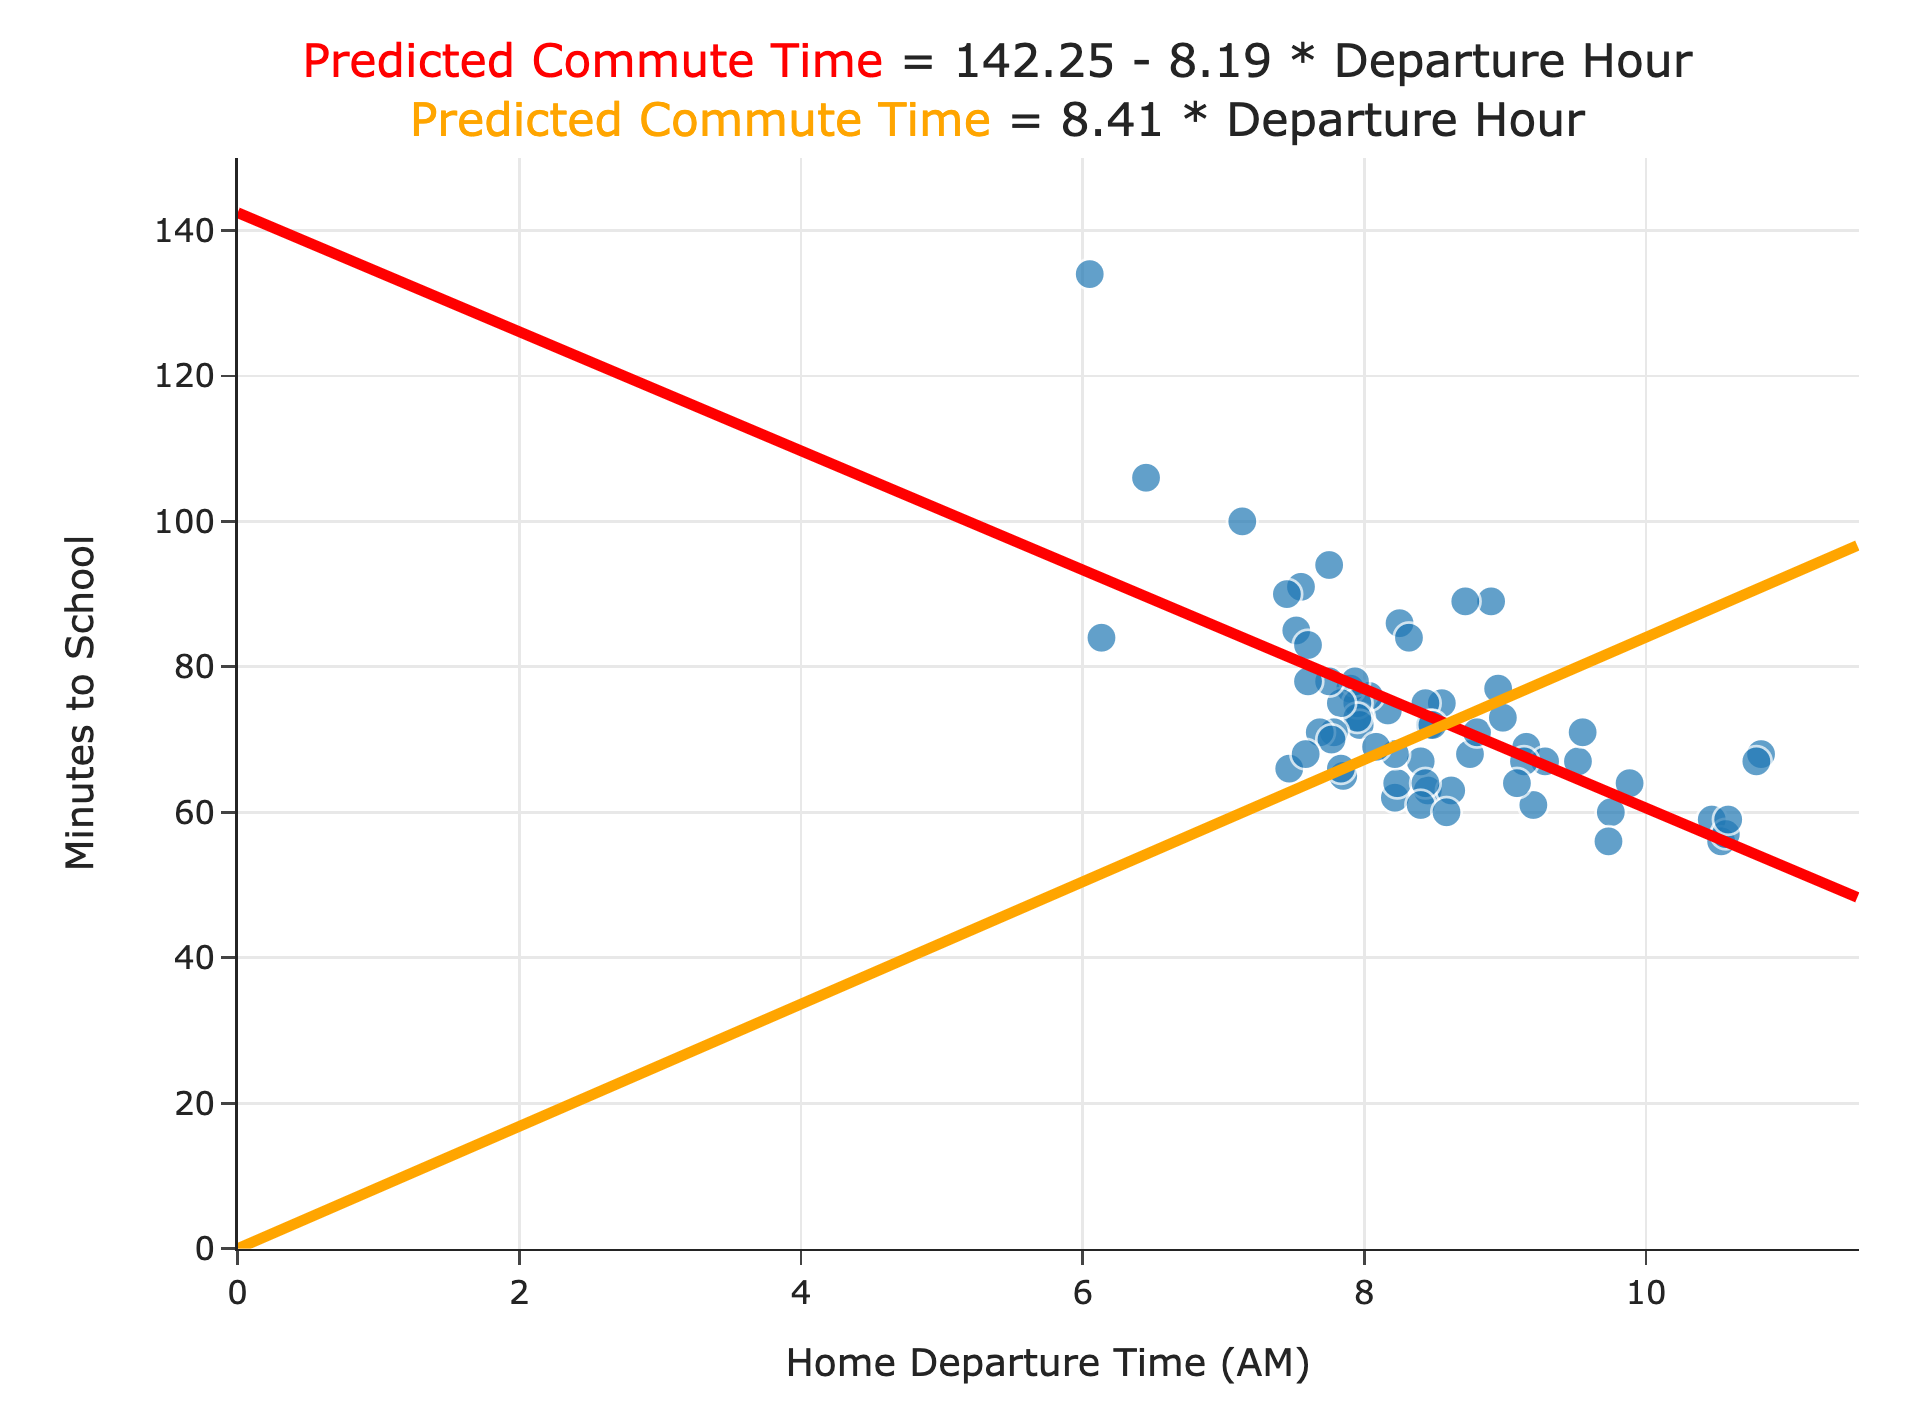 Predicted Commute Time = 142.25 - 8.19 * Departure Hour
Predicted Commute Time = 8.41 * Departure Hour
140
120
100
80
60
40
20
0
Minutes to School
0 2 4 6 8 10
Home Departure Time (AM)